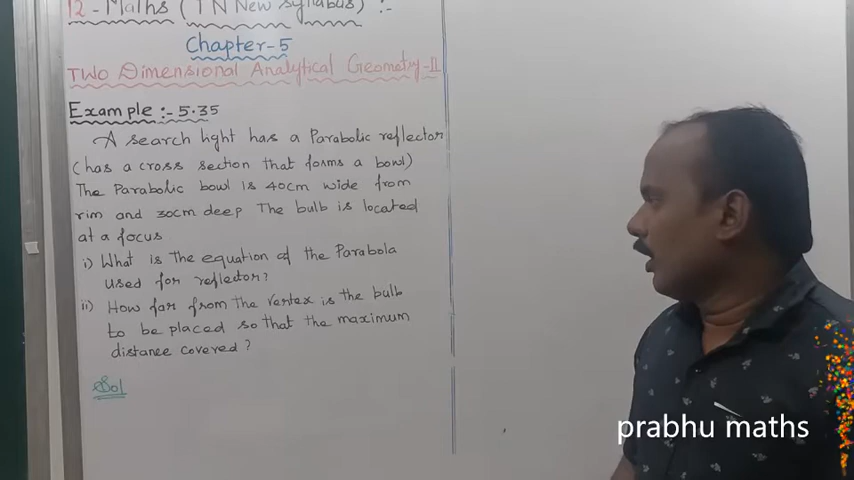 12 - Maths (TN New Syllabus) :-
Chapter-5
Two Dimensional Analytical Geometry-II
Example :- 5.35
A search light has a Parabolic reflector
(has a cross section that forms a bowl)
The Parabolic bowl is 40cm wide from
rim and 30cm deep The bulb is located
at a focus.
i) What is the equation of the Parabola
used for reflector?
ii) How far from the vertex is the bulb
to be placed so that the maximum
distance covered?
Sol
prabhu maths